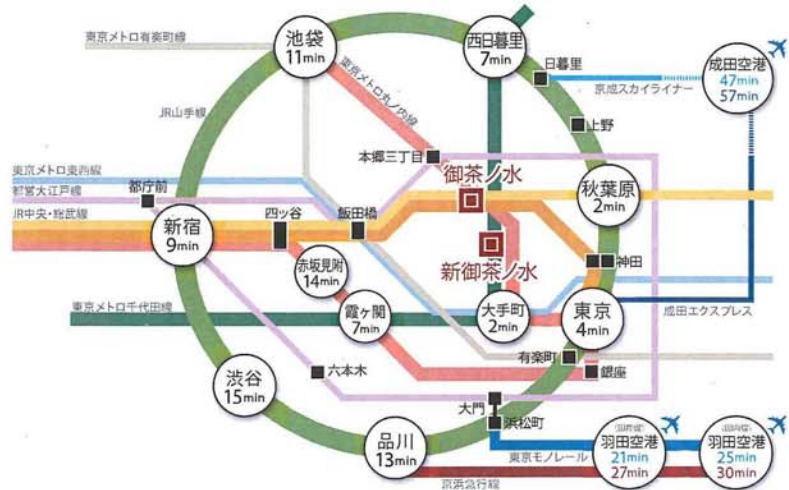 東京メトロ有楽町線
池袋
11min
西日暮里
7min
日暮里
成田空港
47min
57min
京成スカイライナー
東京メトロ丸ノ内線
JR山手線
上野
本郷三丁目
御茶ノ水
秋葉原
2min
東京メトロ東西線
都営大江戸線
都庁前
JR中央・総武線
新宿
9min
四ッ谷
飯田橋
新御茶ノ水
神田
赤坂見附
14min
東京メトロ千代田線
霞ヶ関
7min
大手町
2min
東京
4min
成田エクスプレス
有楽町
銀座
六本木
渋谷
15min
大門
浜松町
品川
13min
東京モノレール
羽田空港
21min
27min
羽田空港
25min
30min
京浜急行線